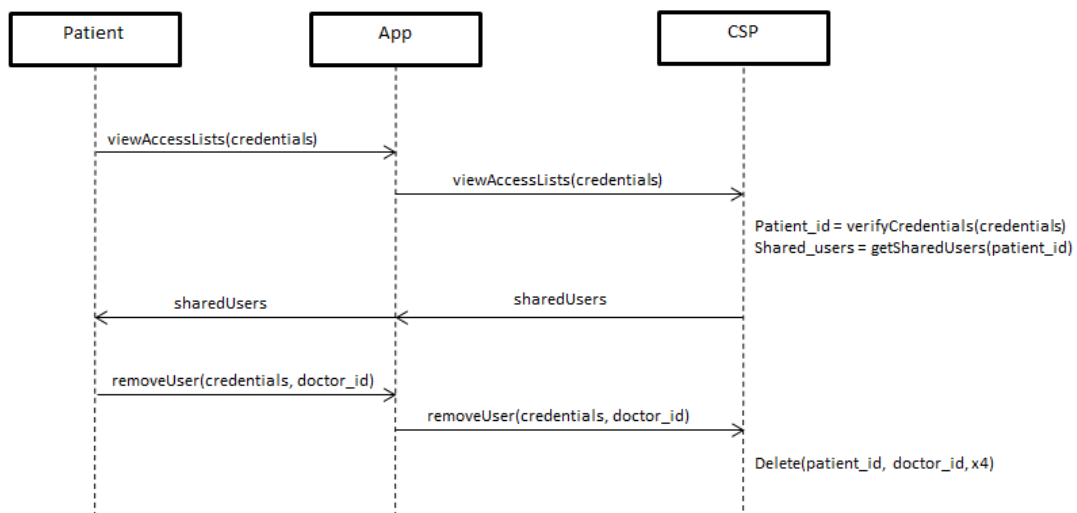 Patient
App
CSP
viewAccessLists(credentials)
viewAccessLists(credentials)
Patient_id = verifyCredentials(credentials)
Shared_users = getSharedUsers(patient_id)
sharedUsers
sharedUsers
removeUser(credentials, doctor_id)
removeUser(credentials, doctor_id)
Delete(patient_id, doctor_id, x4)